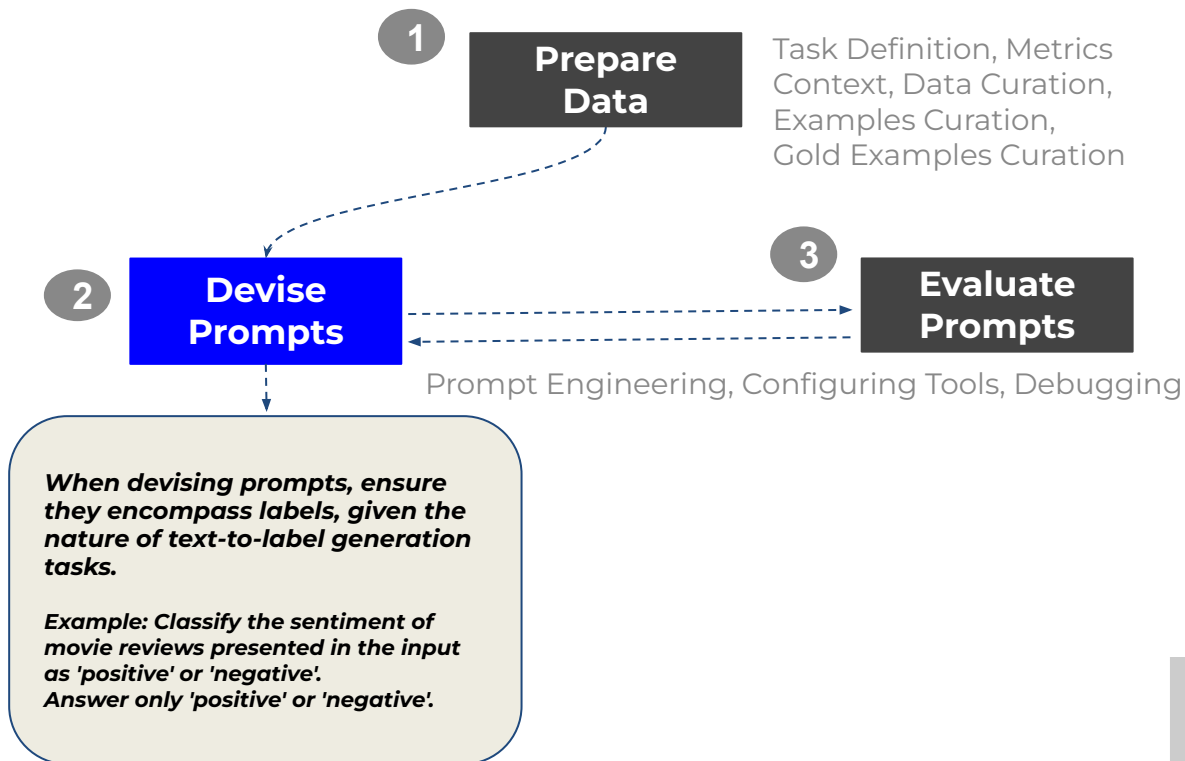 1
Prepare
Data
Task Definition, Metrics
Context, Data Curation,
Examples Curation,
Gold Examples Curation
2
Devise
Prompts
3
Evaluate
Prompts
Prompt Engineering, Configuring Tools, Debugging
When devising prompts, ensure
they encompass labels, given the
nature of text-to-label generation
tasks.
Example: Classify the sentiment of
movie reviews presented in the input
as 'positive' or 'negative'.
Answer only 'positive' or 'negative'.